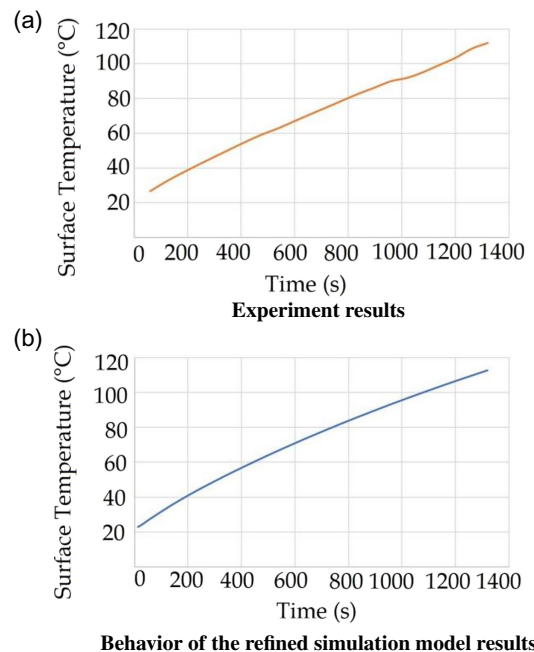 (a)
Surface Temperature (°C)
120
100
80
60
40
20
0 200 400 600 800 1000 1200 1400
Time (s)
Experiment results
(b)
Surface Temperature (°C)
120
100
80
60
40
20
0 200 400 600 800 1000 1200 1400
Time (s)
Behavior of the refined simulation model results